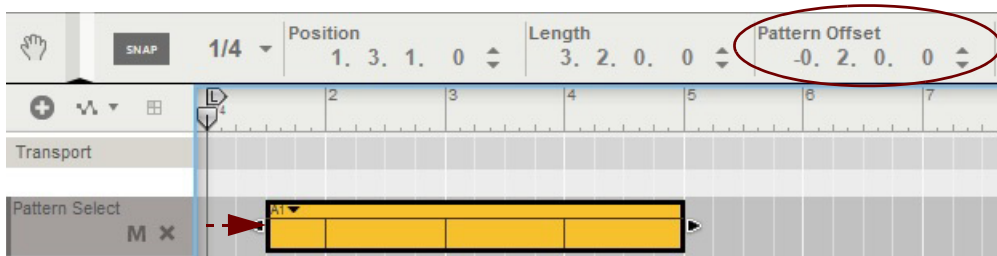 Position Length Pattern Offset
SNAP 1/4 1. 3. 1. 0 3. 2. 0. 0 -0. 2. 0. 0
L 2 3 4 5 6 7
4
Transport
Pattern Select A1
M